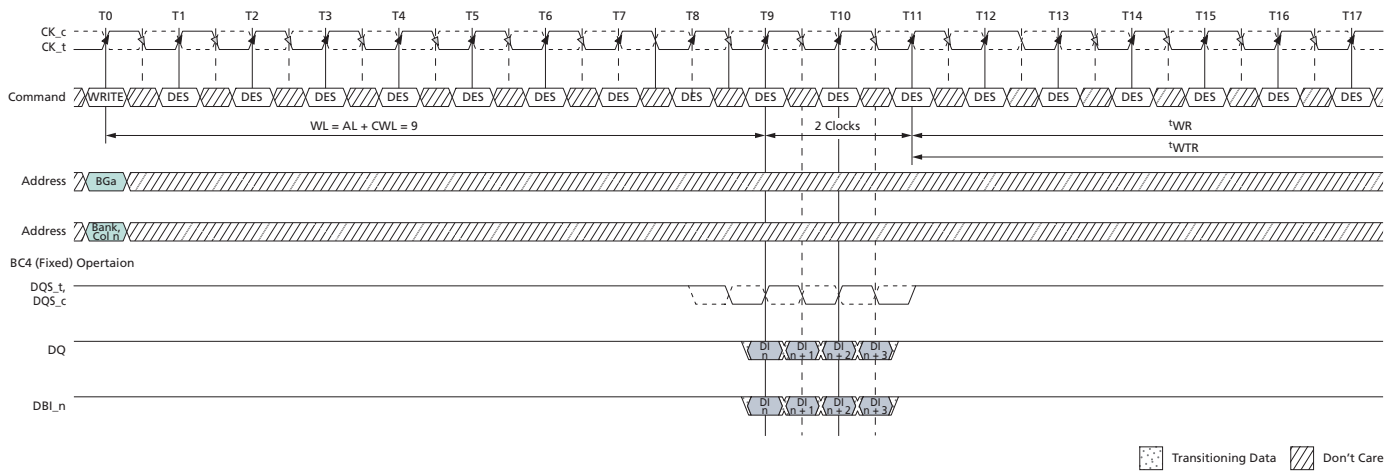 T0 T1 T2 T3 T4 T5 T6 T7 T8 T9 T10 T11 T12 T13 T14 T15 T16 T17
CK_c
CK_t
Command WRITE DES DES DES DES DES DES DES DES DES DES DES DES DES DES DES DES DES
WL = AL + CWL = 9 2 Clocks tWR
tWTR
Address BGa
Address Bank, Col n
BC4 (Fixed) Opertaion
DQS_t,
DQS_c
DQ DI n DI n + 1 DI n + 2 DI n + 3
DBI_n DI n DI n + 1 DI n + 2 DI n + 3
Transitioning Data Don't Care